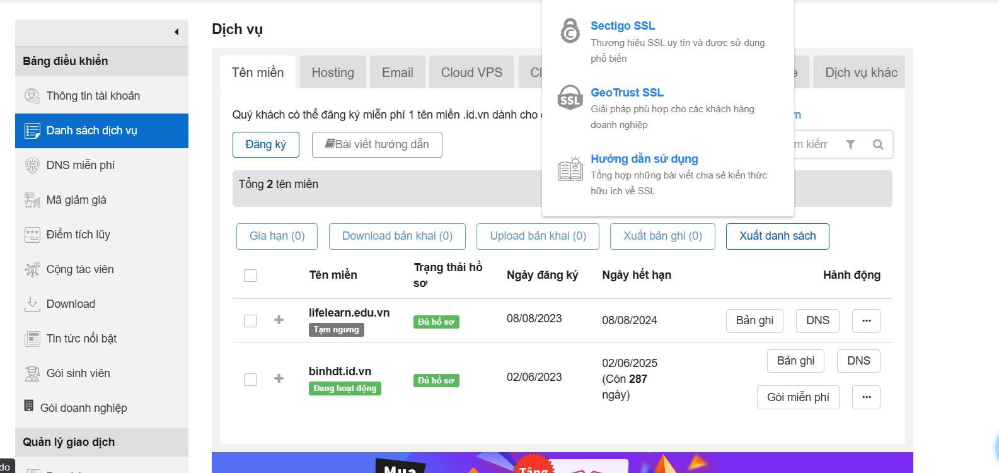 Bảng điều khiển
Thông tin tài khoản
Danh sách dịch vụ
DNS miễn phí
Mã giảm giá
Điểm tích lũy
Cộng tác viên
Download
Tin tức nổi bật
Gói sinh viên
Gói doanh nghiệp
Quản lý giao dịch
do
Dịch vụ
Tên miền
Hosting
Email
Cloud VPS
Dịch vụ khác
Sectigo SSL
Thương hiệu SSL uy tín và được sử dụng
phổ biến
SSL
GeoTrust SSL
Giải pháp phù hợp cho các khách hàng
doanh nghiệp
Hướng dẫn sử dụng
Tổng hợp những bài viết chia sẻ kiến thức
hữu ích về SSL
Quý khách có thể đăng ký miễn phí 1 tên miền .id.vn dành cho
Đăng ký
Bài viết hướng dẫn
Tổng 2 tên miền
Gia hạn (0)
Download bản khai (0)
Upload bản khai (0)
Xuất bản ghi (0)
Xuất danh sách
Tên miền
Trạng thái hồ
sơ
Ngày đăng ký
Ngày hết hạn
Hành động
lifelearn.edu.vn
Tạm ngưng
Đủ hồ sơ
08/08/2023
08/08/2024
Bản ghi
DNS
...
binhdt.id.vn
Đang hoạt động
Đủ hồ sơ
02/06/2023
02/06/2025
(Còn 287
ngày)
Bản ghi
DNS
Gói miễn phí
...
Mua
Tặng